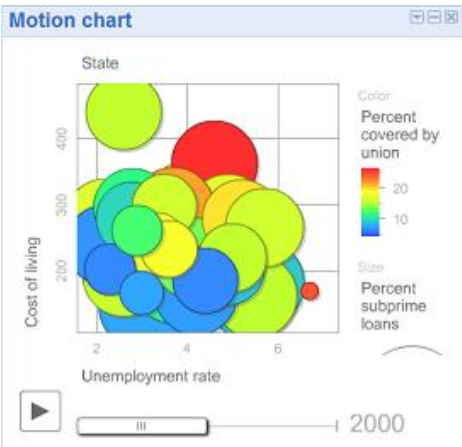 Motion chart
State
Color
Percent
covered by
union
20
10
Size
Percent
subprime
loans
400
300
200
Cost of living
2 4 6
Unemployment rate
2000